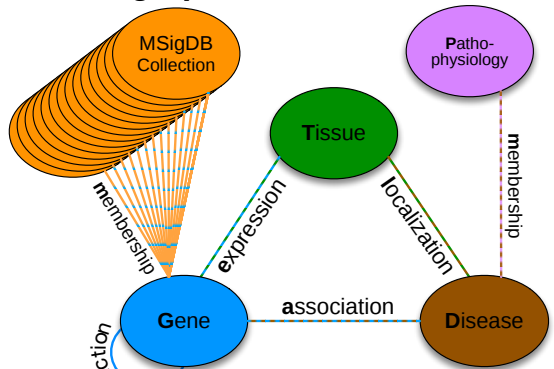 MSigDB
Collection
Patho-
physiology
Tissue
membership
expression
localization
membership
Gene
association
Disease